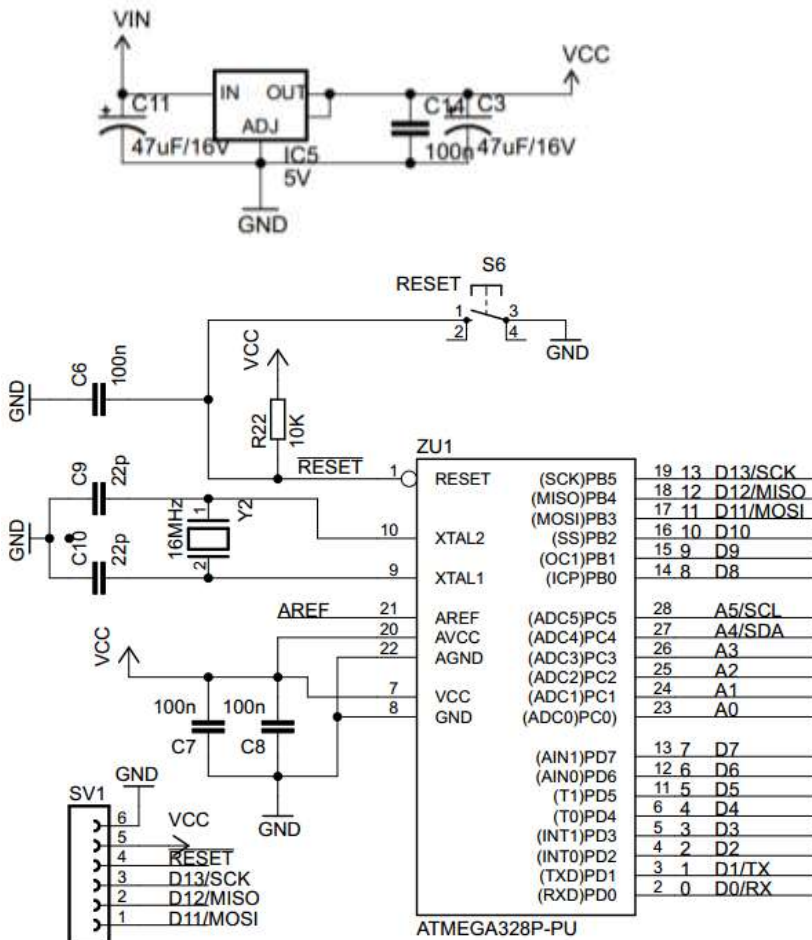 VIN
VCC
C11
IN OUT
C14 C3
ADJ
47uF/16V
100n 47uF/16V
IC5
5V
GND
S6
RESET
1 3
2 4
GND
VCC
C6
100n
GND
R22
10K
ZU1
RESET
1 RESET (SCK)PB5 19 13 D13/SCK
(MISO)PB4 18 12 D12/MISO
(MOSI)PB3 17 11 D11/MOSI
10 XTAL2 (SS)PB2 16 10 D10
(OC1)PB1 15 9 D9
9 XTAL1 (ICP)PB0 14 8 D8
C9
22p
16MHz
1
2
Y2
GND
C10
22p
AREF 21 AREF (ADC5)PC5 28 A5/SCL
20 AVCC (ADC4)PC4 27 A4/SDA
22 AGND (ADC3)PC3 26 A3
(ADC2)PC2 25 A2
7 VCC (ADC1)PC1 24 A1
8 GND (ADC0)PC0) 23 A0
VCC
100n 100n
C7 C8
GND
(AIN1)PD7 13 7 D7
(AIN0)PD6 12 6 D6
(T1)PD5 11 5 D5
(T0)PD4 6 4 D4
(INT1)PD3 5 3 D3
(INT0)PD2 4 2 D2
(TXD)PD1 3 1 D1/TX
(RXD)PD0 2 0 D0/RX
ATMEGA328P-PU
GND
SV1
6
5 VCC
4 RESET
3 D13/SCK
2 D12/MISO
1 D11/MOSI